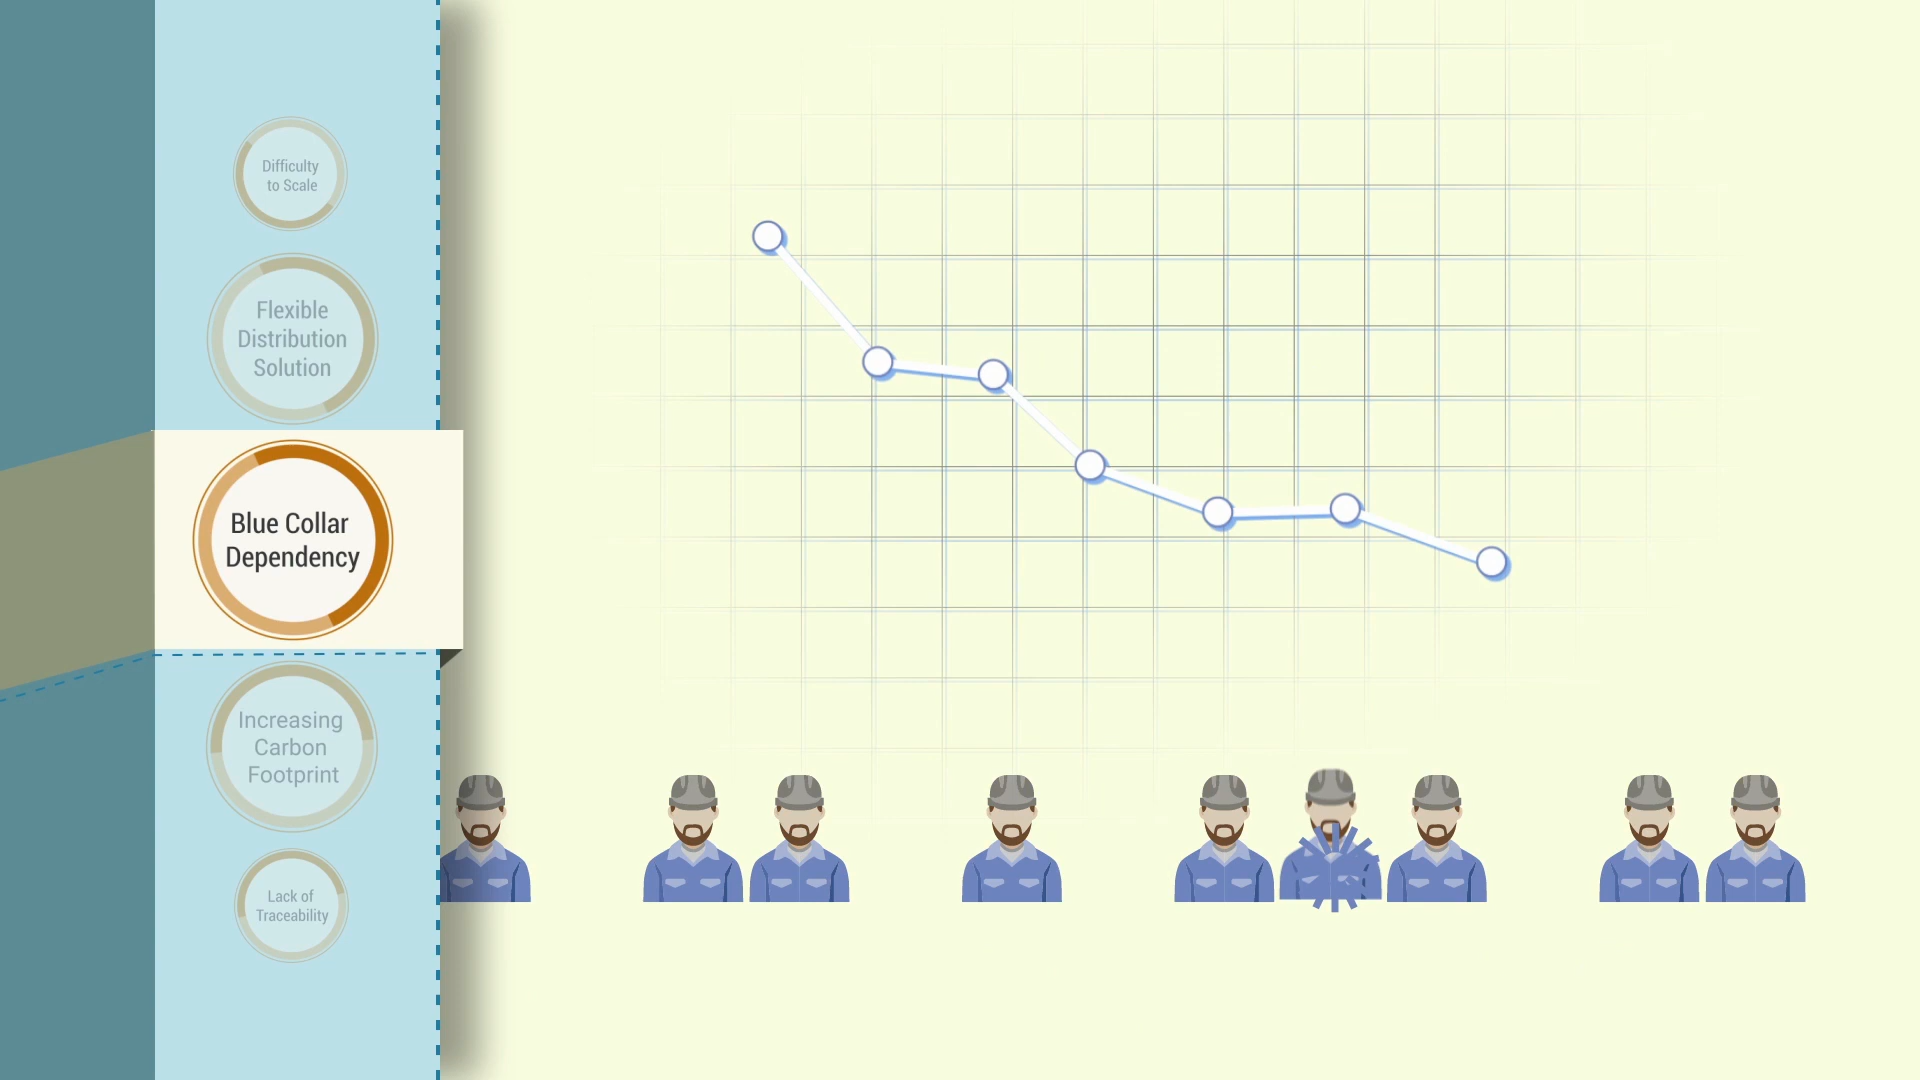 Difficulty
to Scale
Flexible
Distribution
Solution
Blue Collar
Dependency
Increasing
Carbon
Footprint
Lack of
Traceability